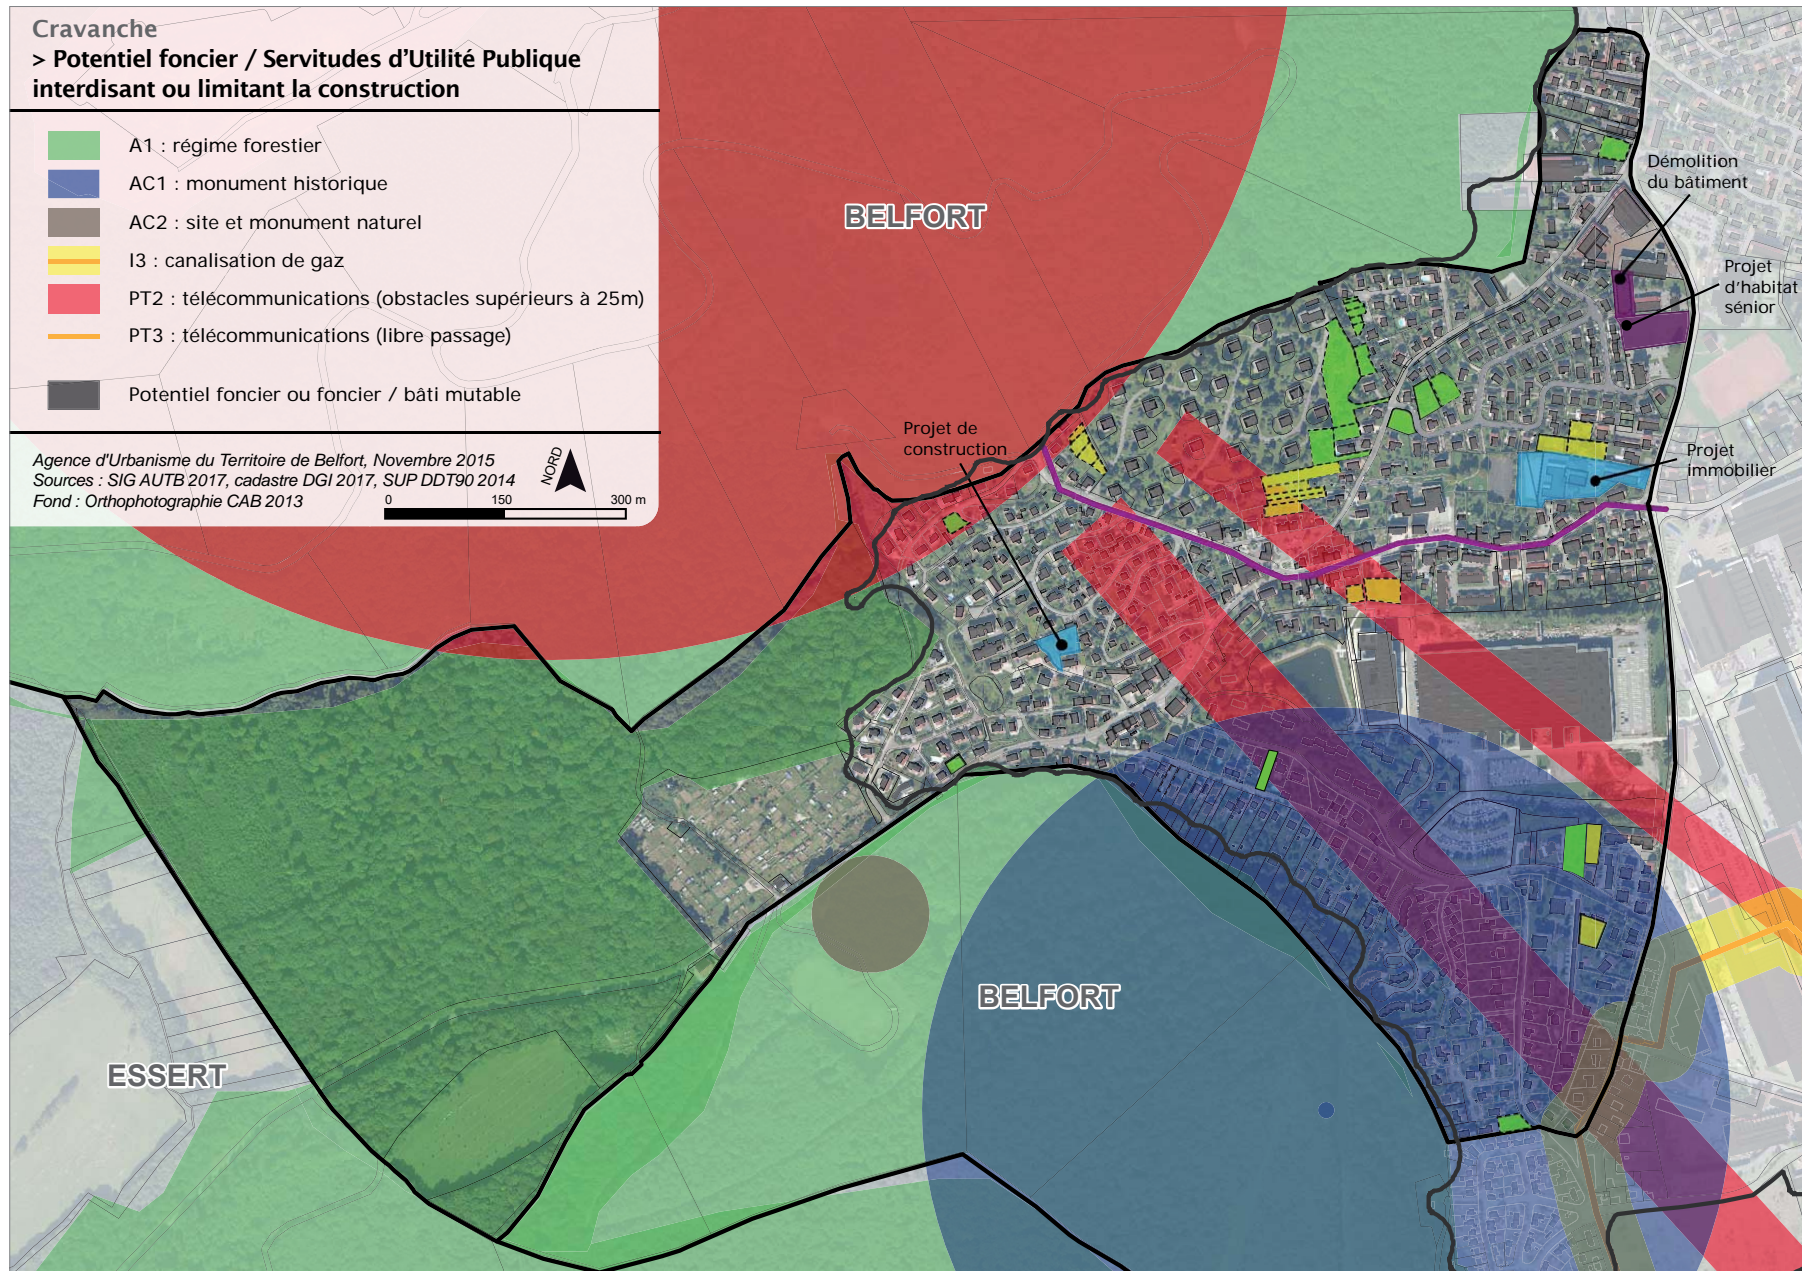 Cravanche
> Potentiel foncier / Servitudes d'Utilité Publique
interdisant ou limitant la construction
A1 : régime forestier
AC1 : monument historique
AC2 : site et monument naturel
I3 : canalisation de gaz
PT2 : télécommunications (obstacles supérieurs à 25m)
PT3 : télécommunications (libre passage)
Potentiel foncier ou foncier / bâti mutable
Agence d'Urbanisme du Territoire de Belfort, Novembre 2015
Sources : SIG AUTB 2017, cadastre DGI 2017, SUP DDT90 2014
Fond : Orthophotographie CAB 2013
NORD
0 150 300 m
BELFORT
Démolition
du bâtiment
Projet
d'habitat
sénior
Projet de
construction
Projet
immobilier
BELFORT
ESSERT